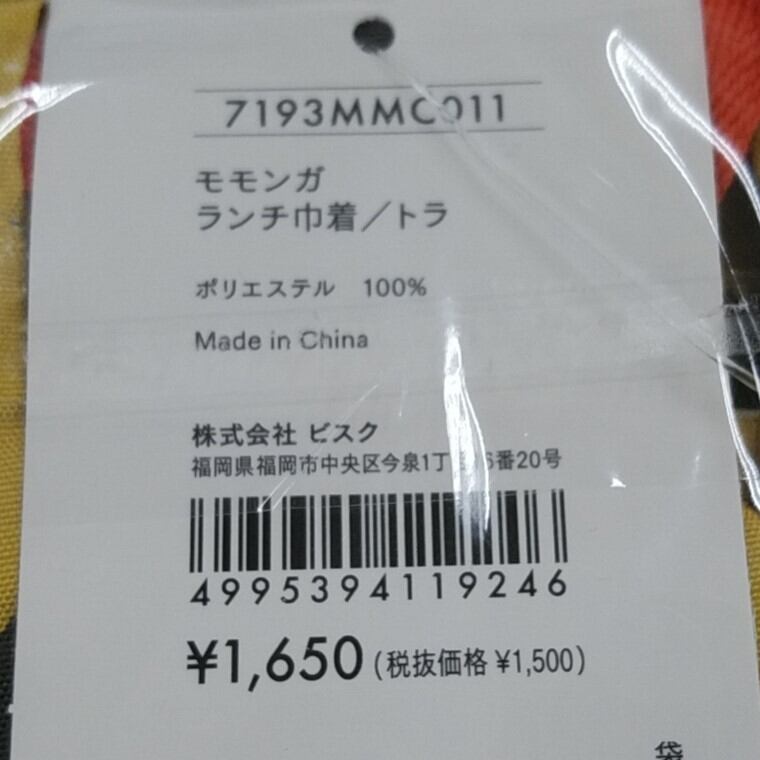 7193MMC011
モモンガ
ランチ巾着／トラ
ポリエステル 100%
Made in China
株式会社 ビスク
福岡県福岡市中央区今泉1丁 番20号
4995394119246
¥1,650 (税抜価格 ¥1,500)
袋